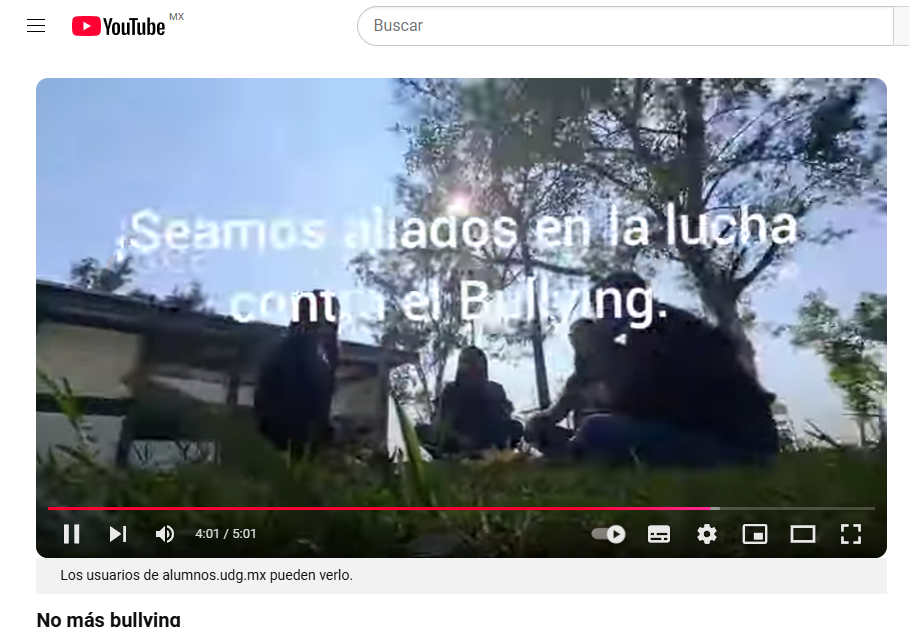 YouTube MX
Buscar
¡Seamos aliados en la lucha
contra el Bullying.
4:01 / 5:01
Los usuarios de alumnos.udg.mx pueden verlo.
No más bullying